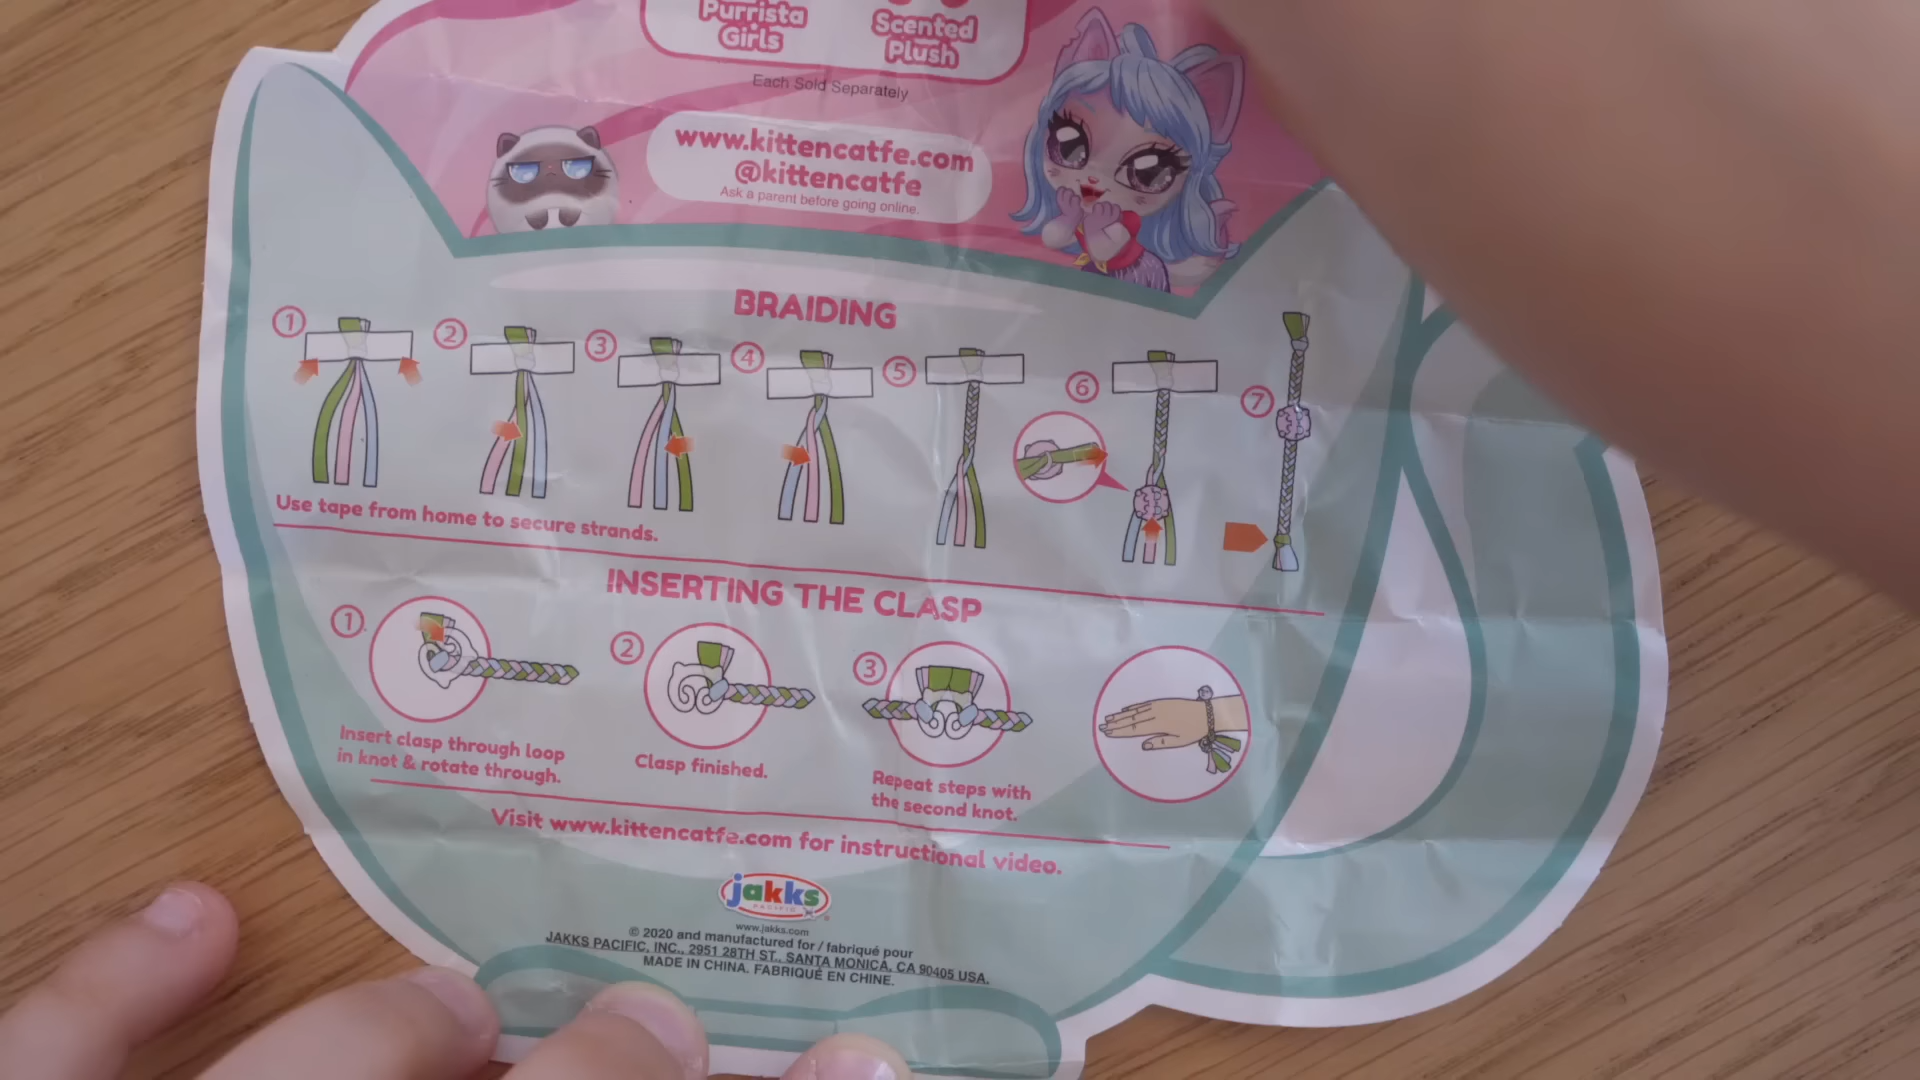 Purrista
Girls
Scented
Plush
Each Sold Separately
www.kittencatfe.com
@kittencatfe
Ask a parent before going online.
BRAIDING
1
2
3
4
5
6
7
Use tape from home to secure strands.
INSERTING THE CLASP
1.
2
3
Insert clasp through loop
in knot & rotate through.
Clasp finished.
Repeat steps with
the second knot.
Visit www.kittencatfe.com for instructional video.
jakks
PACIFIC
www.jakks.com
© 2020 and manufactured for / fabriqué pour
JAKKS PACIFIC, INC., 2951 28TH ST., SANTA MONICA, CA 90405 USA.
MADE IN CHINA. FABRIQUÉ EN CHINE.